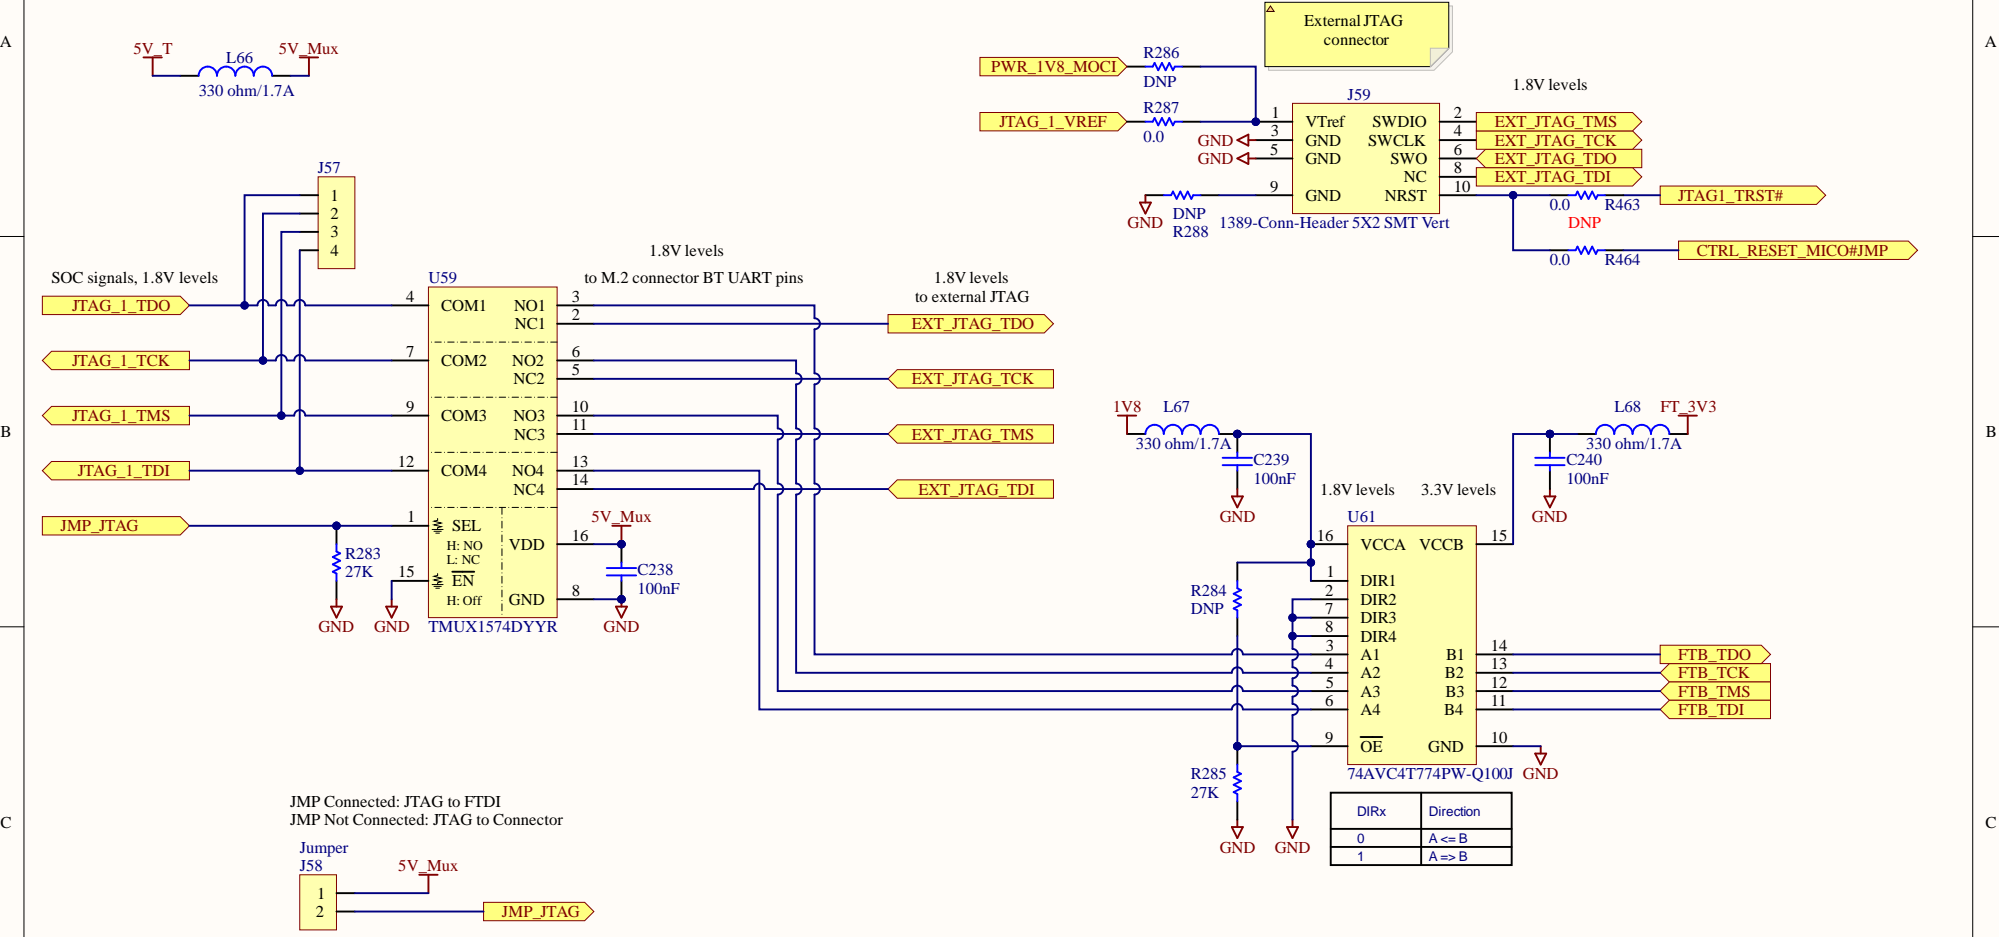 A
A
External JTAG
connector
5V_T
5V_Mux
L66
330 ohm/1.7A
PWR_1V8_MOCI
R286
DNP
JTAG_1_VREF
R287
0.0
1.8V levels
J59
1
VTref
SWDIO
2
EXT_JTAG_TMS
GND
3
GND
SWCLK
4
EXT_JTAG_TCK
GND
5
GND
SWO
6
EXT_JTAG_TDO
NC
8
EXT_JTAG_TDI
9
GND
NRST
10
GND
DNP
R288
1389-Conn-Header 5X2 SMT Vert
0.0
R463
DNP
JTAG1_TRST#
0.0
R464
CTRL_RESET_MICO#JMP
J57
1
2
3
4
1.8V levels
SOC signals, 1.8V levels
to M.2 connector BT UART pins
1.8V levels
to external JTAG
U59
JTAG_1_TDO
4
COM1
NO1
3
NC1
2
EXT_JTAG_TDO
JTAG_1_TCK
7
COM2
NO2
6
NC2
5
EXT_JTAG_TCK
JTAG_1_TMS
9
COM3
NO3
10
NC3
11
EXT_JTAG_TMS
JTAG_1_TDI
12
COM4
NO4
13
NC4
14
EXT_JTAG_TDI
JMP_JTAG
1
SEL
H: NO
L: NC
VDD
16
5V_Mux
R283
27K
15
EN
H: Off
GND
8
C238
100nF
GND
GND
TMUX1574DYYR
GND
B
B
1V8
L67
330 ohm/1.7A
C239
100nF
GND
L68
FT_3V3
330 ohm/1.7A
C240
100nF
GND
1.8V levels
3.3V levels
U61
16
VCCA
VCCB
15
1
DIR1
2
DIR2
7
DIR3
8
DIR4
3
A1
B1
14
FTB_TDO
4
A2
B2
13
FTB_TCK
5
A3
B3
12
FTB_TMS
6
A4
B4
11
FTB_TDI
9
OE
GND
10
R284
DNP
R285
27K
74AVC4T774PW-Q100J
GND
GND
GND
DIRx
Direction
0
A <= B
1
A => B
C
C
JMP Connected: JTAG to FTDI
JMP Not Connected: JTAG to Connector
Jumper
J58
1
2
5V_Mux
JMP_JTAG